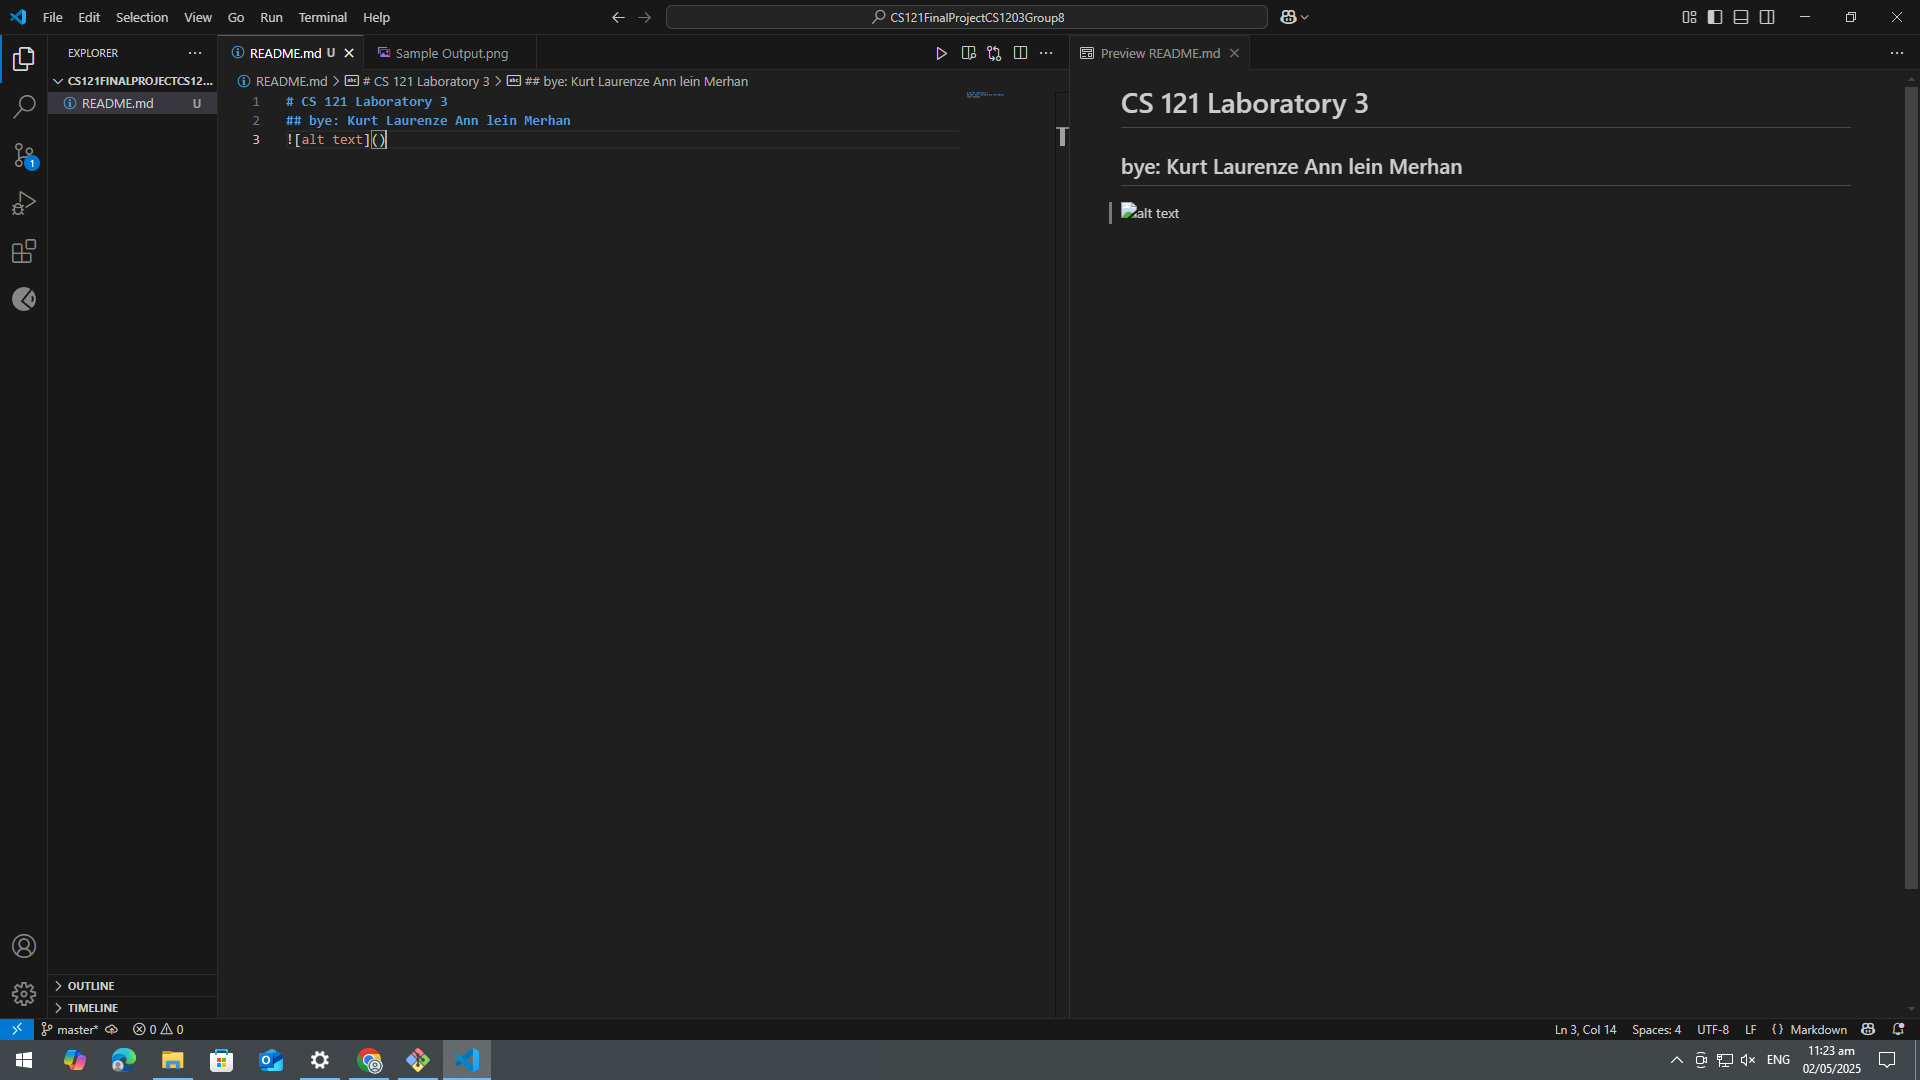 File Edit Selection View Go Run Terminal Help
CS121FinalProjectCS1203Group8
EXPLORER
README.md U
Sample Output.png
Preview README.md
CS121FINALPROJECTCS12...
README.md > # CS 121 Laboratory 3 > ## bye: Kurt Laurenze Ann lein Merhan
README.md U
1 # CS 121 Laboratory 3
2 ## bye: Kurt Laurenze Ann lein Merhan
3 ![alt text]()
CS 121 Laboratory 3
bye: Kurt Laurenze Ann lein Merhan
alt text
1
OUTLINE
TIMELINE
master* 0 0
Ln 3, Col 14 Spaces: 4 UTF-8 LF {} Markdown
ENG
11:23 am
02/05/2025